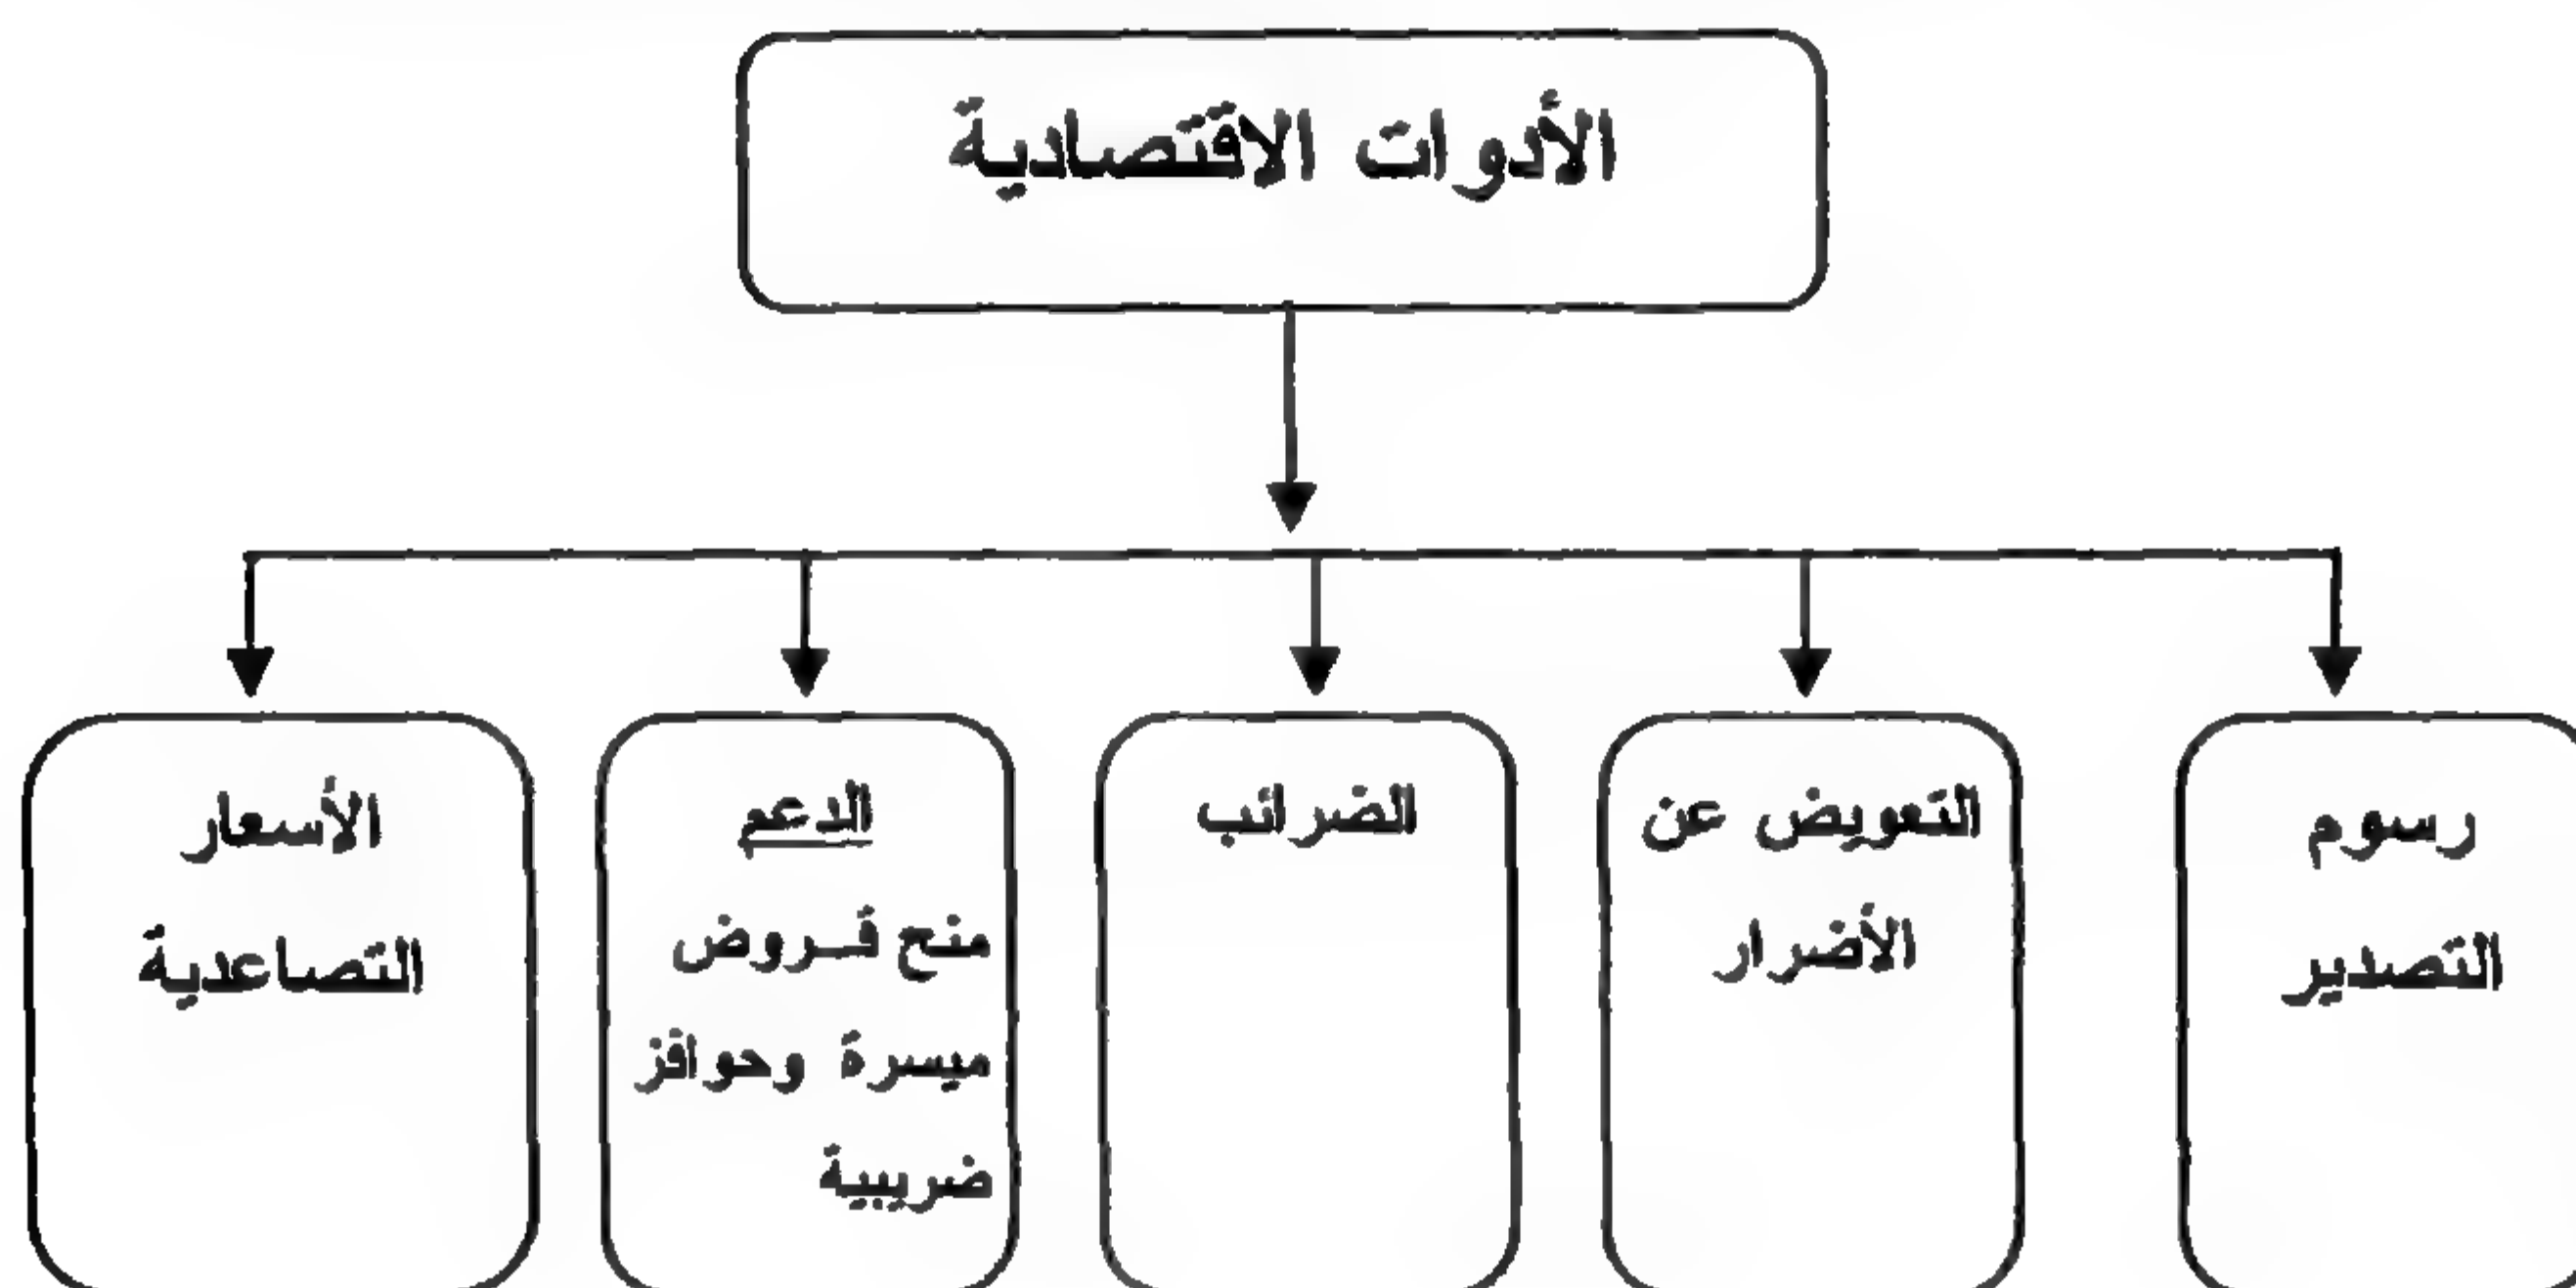 الأدوات الاقتصادية
رسوم
التصدير
التعويض عن
الأضرار
الضرائب
الدعم
منح قـروض
ميسرة وحوافز
ضريبية
الأسعار
التصاعدية